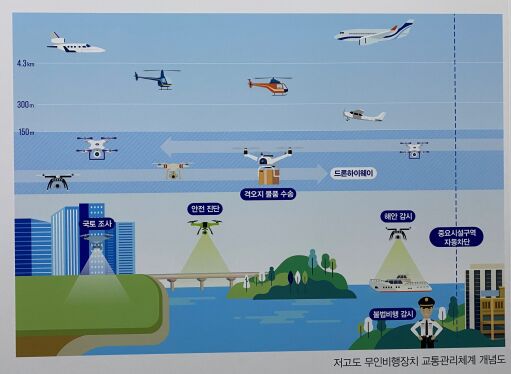 4.3km
300m
150m
드론하이웨이
격오지 물품 수송
국토 조사
안전 진단
해안 감시
중요시설구역
자동차단
불법비행 감시
저고도 무인비행장치 교통관리체계 개념도